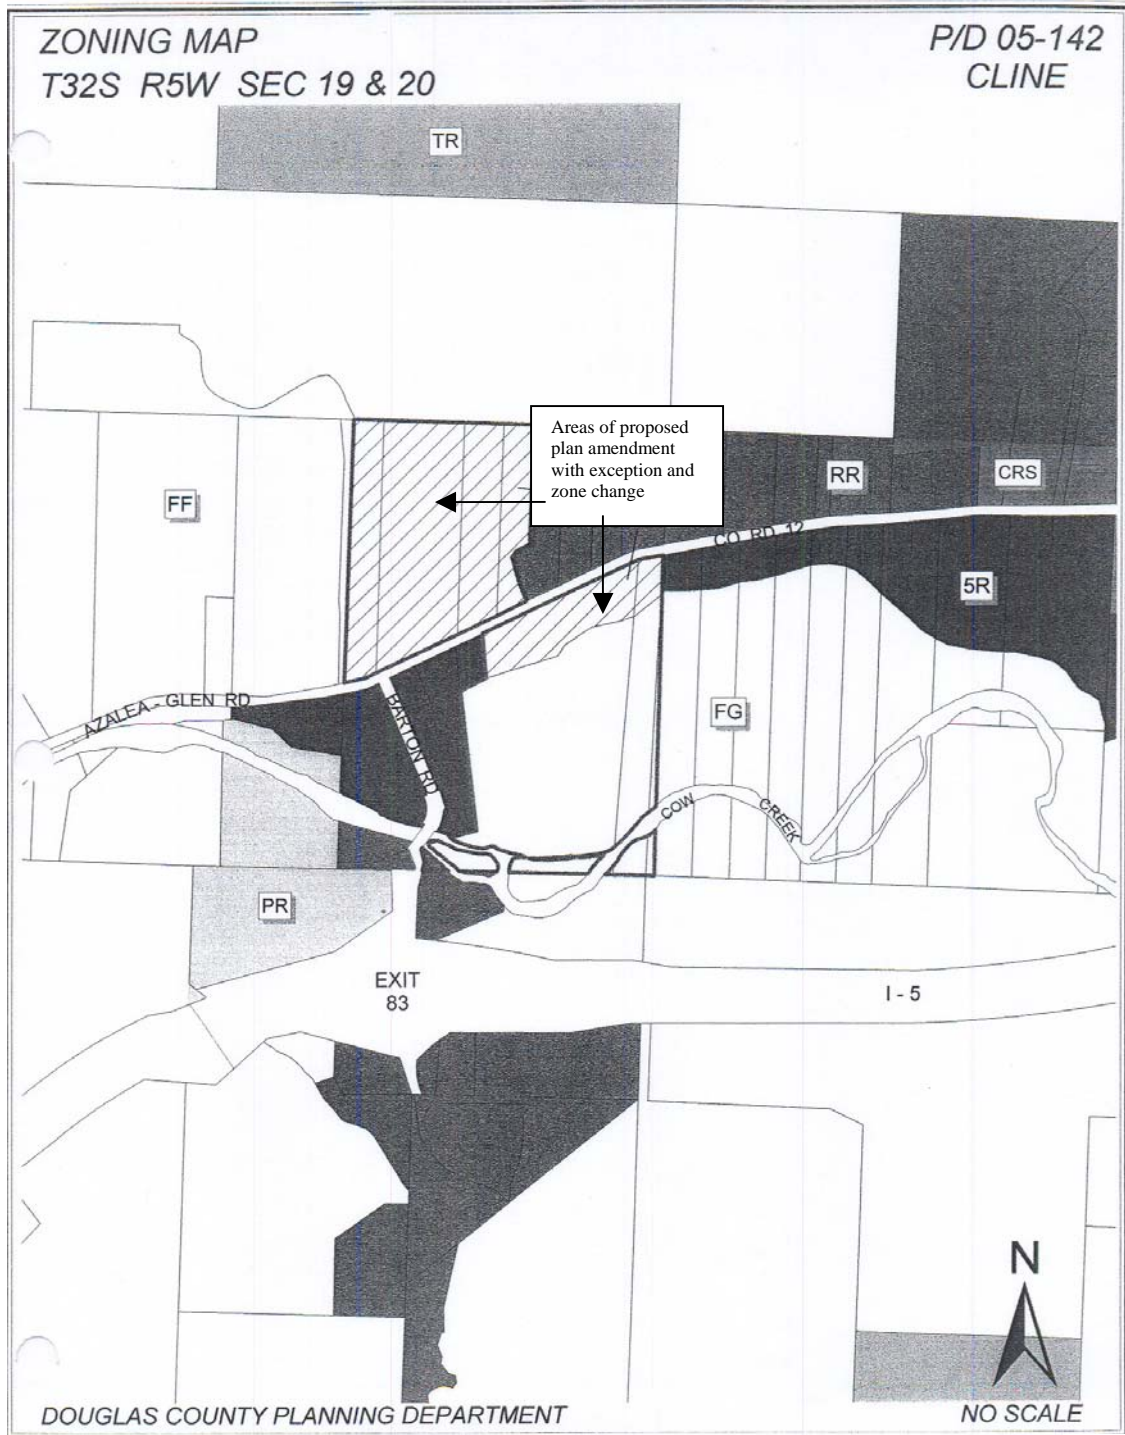 ZONING MAP
P/D 05-142
T32S R5W SEC 19 & 20
CLINE
TR
Areas of proposed
plan amendment
with exception and
zone change
RR
CRS
FF
CO RD 12
5R
AZALEA - GLEN RD
BARTON RD
FG
COW
CREEK
PR
EXIT
83
I - 5
N
DOUGLAS COUNTY PLANNING DEPARTMENT
NO SCALE